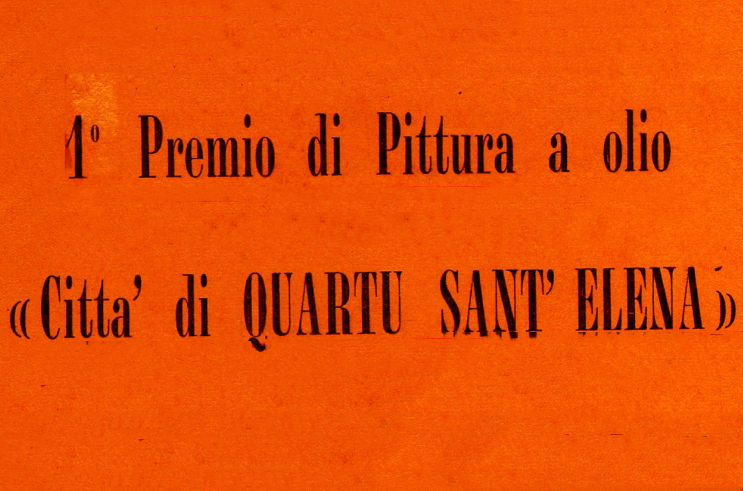 1° Premio di Pittura a olio
«Citta' di QUARTU SANT' ELENA»